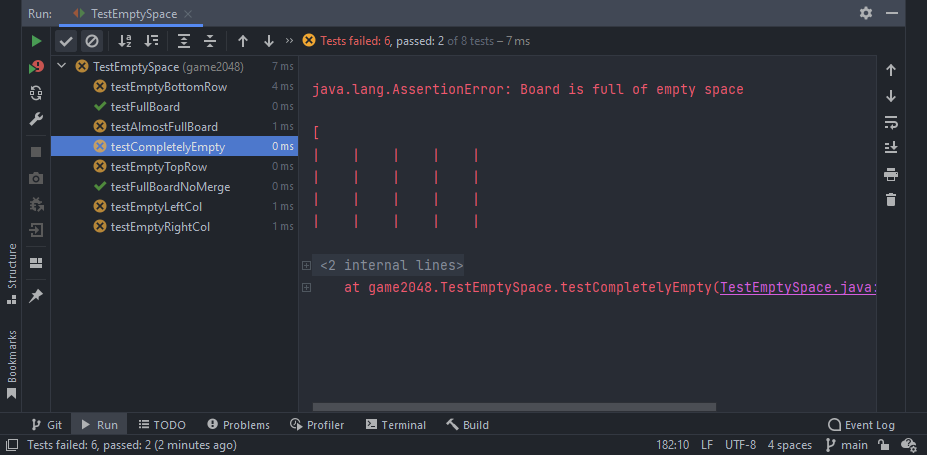 Run: TestEmptySpace
Tests failed: 6, passed: 2 of 8 tests – 7 ms
TestEmptySpace (game2048) 7 ms
testEmptyBottomRow 4 ms
testFullBoard 0 ms
testAlmostFullBoard 1 ms
testCompletelyEmpty 0 ms
testEmptyTopRow 0 ms
testFullBoardNoMerge 0 ms
testEmptyLeftCol 1 ms
testEmptyRightCol 1 ms
java.lang.AssertionError: Board is full of empty space
[
| | | | |
| | | | |
| | | | |
| | | | |
<2 internal lines>
at game2048.TestEmptySpace.testCompletelyEmpty(TestEmptySpace.java:
Structure
Bookmarks
Git Run TODO Problems Profiler Terminal Build Event Log
Tests failed: 6, passed: 2 (2 minutes ago) 182:10 LF UTF-8 4 spaces main